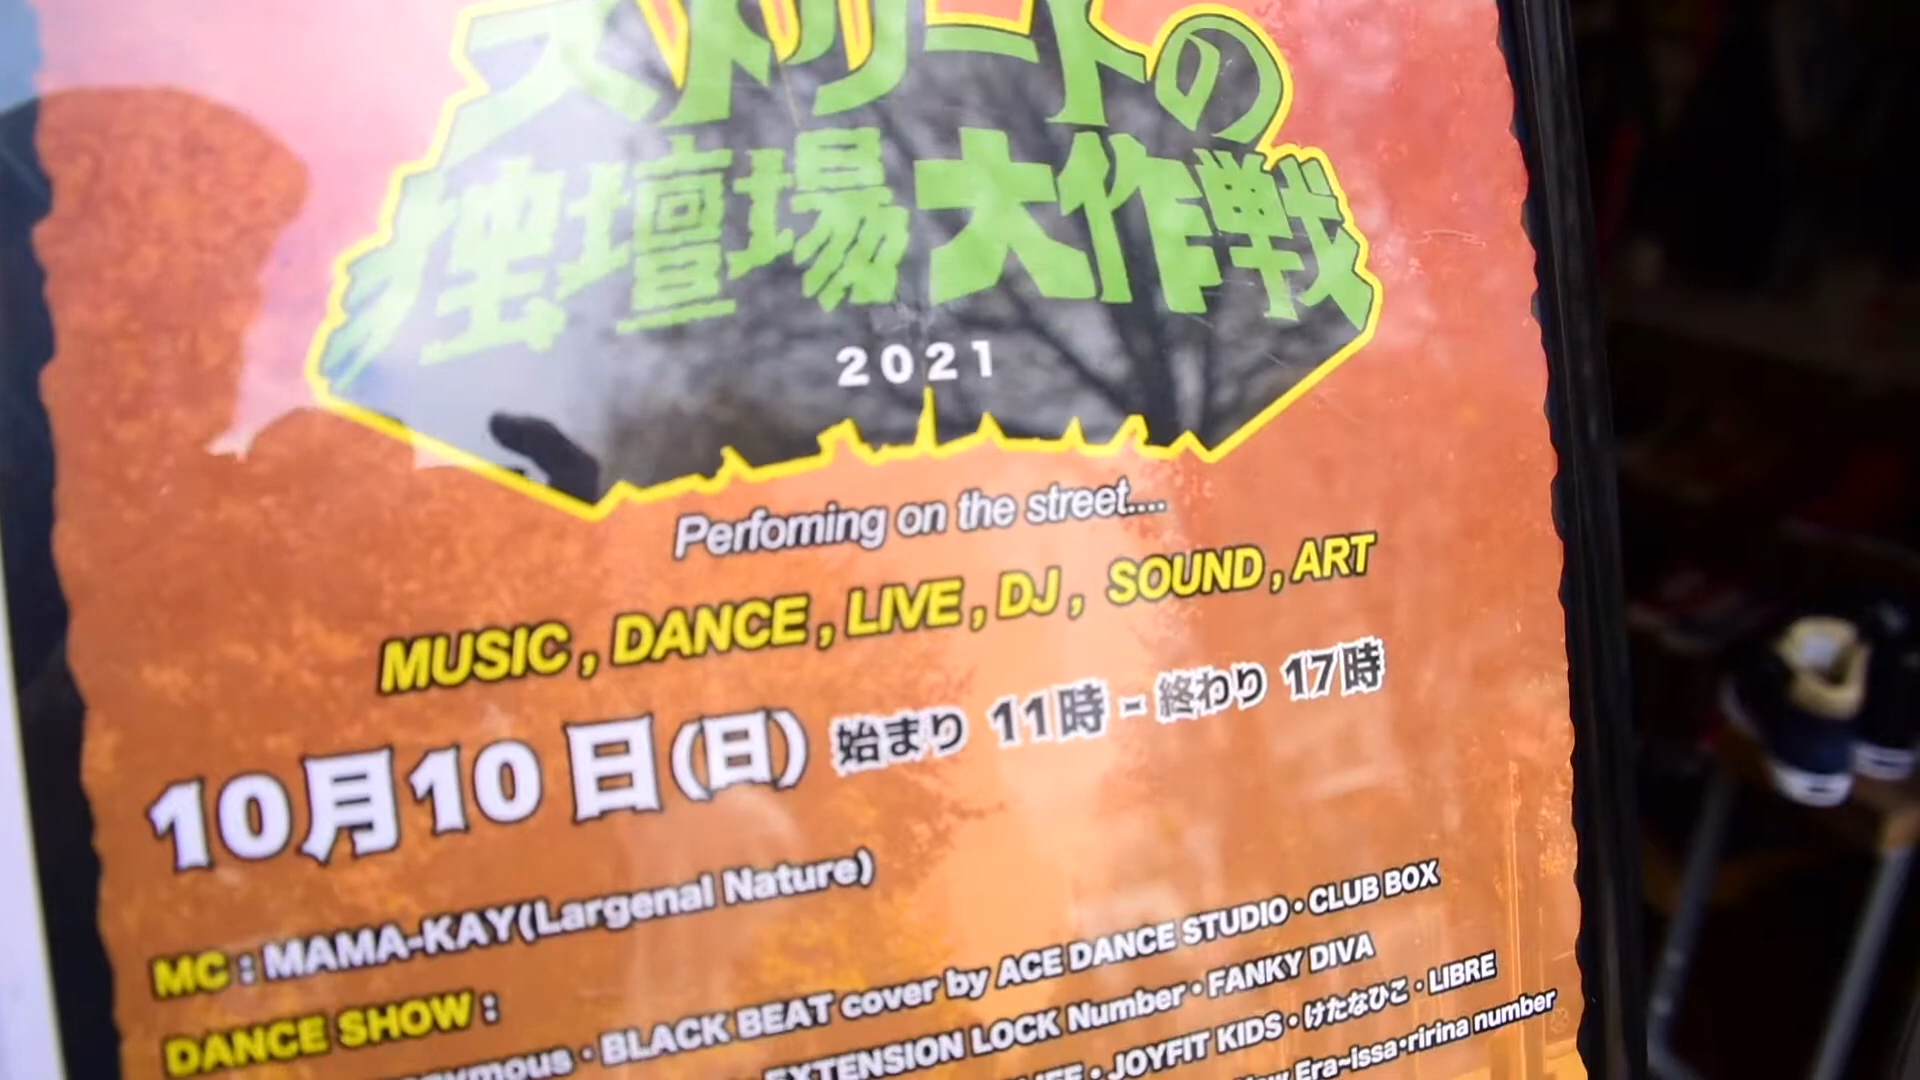 ストリートの
独壇場大作戦
2021
Perfoming on the street....
MUSIC , DANCE , LIVE , DJ , SOUND , ART
10月10日(日) 始まり 11時 - 終わり 17時
MC : MAMA-KAY(Largenal Nature)
DANCE SHOW :
・BLACK BEAT cover by ACE DANCE STUDIO・CLUB BOX
EXTENSION LOCK Number・FANKY DIVA
・JOYFIT KIDS・けたなひこ・LIBRE
Era~issa・ririna number